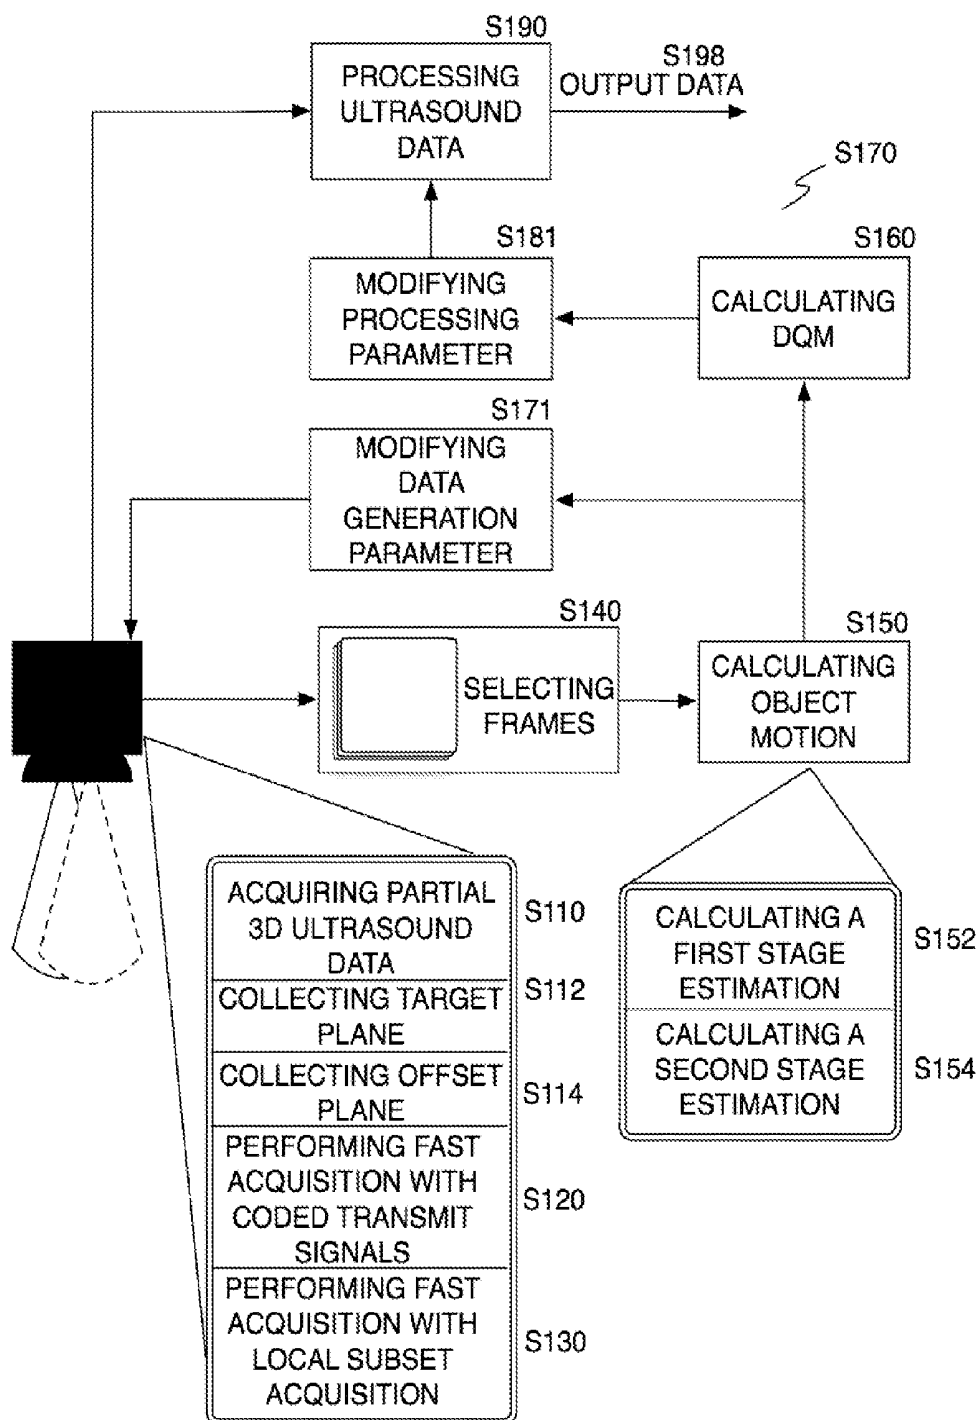 S190
PROCESSING
ULTRASOUND
DATA
S198
OUTPUT DATA
S170
S181
MODIFYING
PROCESSING
PARAMETER
S160
CALCULATING
DQM
S171
MODIFYING
DATA
GENERATION
PARAMETER
S140
SELECTING
FRAMES
S150
CALCULATING
OBJECT
MOTION
ACQUIRING PARTIAL
3D ULTRASOUND
DATA
S110
COLLECTING TARGET
PLANE
S112
COLLECTING OFFSET
PLANE
S114
PERFORMING FAST
ACQUISITION WITH
CODED TRANSMIT
SIGNALS
S120
PERFORMING FAST
ACQUISITION WITH
LOCAL SUBSET
ACQUISITION
S130
CALCULATING A
FIRST STAGE
ESTIMATION
S152
CALCULATING A
SECOND STAGE
ESTIMATION
S154